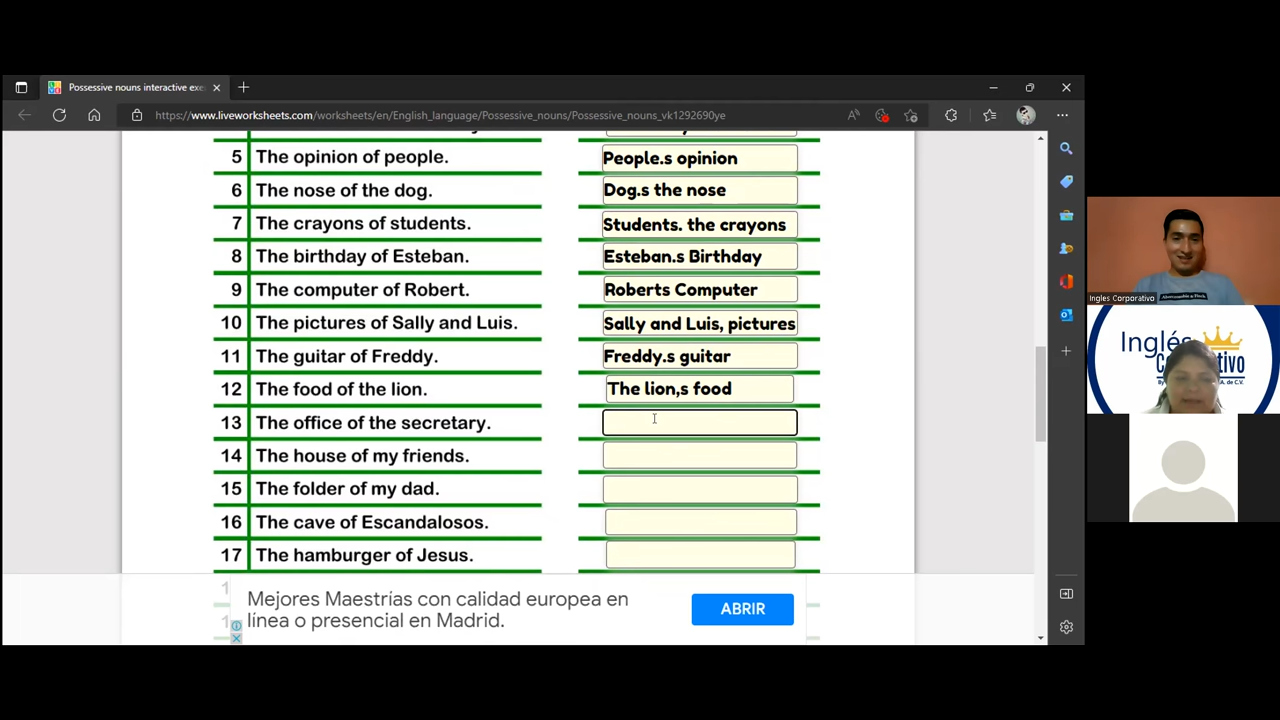 Possessive nouns interactive exe
https://www.liveworksheets.com/worksheets/en/English_language/Possessive_nouns/Possessive_nouns_vk1292690ye
5 The opinion of people. People.s opinion
6 The nose of the dog. Dog.s the nose
7 The crayons of students. Students. the crayons
8 The birthday of Esteban. Esteban.s Birthday
9 The computer of Robert. Roberts Computer
10 The pictures of Sally and Luis. Sally and Luis, pictures
11 The guitar of Freddy. Freddy.s guitar
12 The food of the lion. The lion,s food
13 The office of the secretary.
14 The house of my friends.
15 The folder of my dad.
16 The cave of Escandalosos.
17 The hamburger of Jesus.
Mejores Maestrías con calidad europea en
línea o presencial en Madrid.
ABRIR
Ingles Corporativo
Inglés